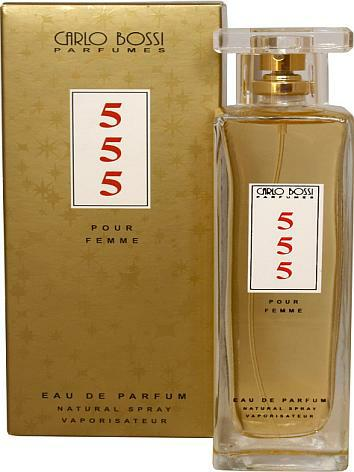 CARLO BOSSI
PARFUMES
5
5
5
POUR
FEMME
EAU DE PARFUM
NATURAL SPRAY
VAPORISATEUR
CARLO BOSSI
PARFUMES
5
5
5
POUR
FEMME
EAU DE PARFUM
NATURAL SPRAY
VAPORISATEUR